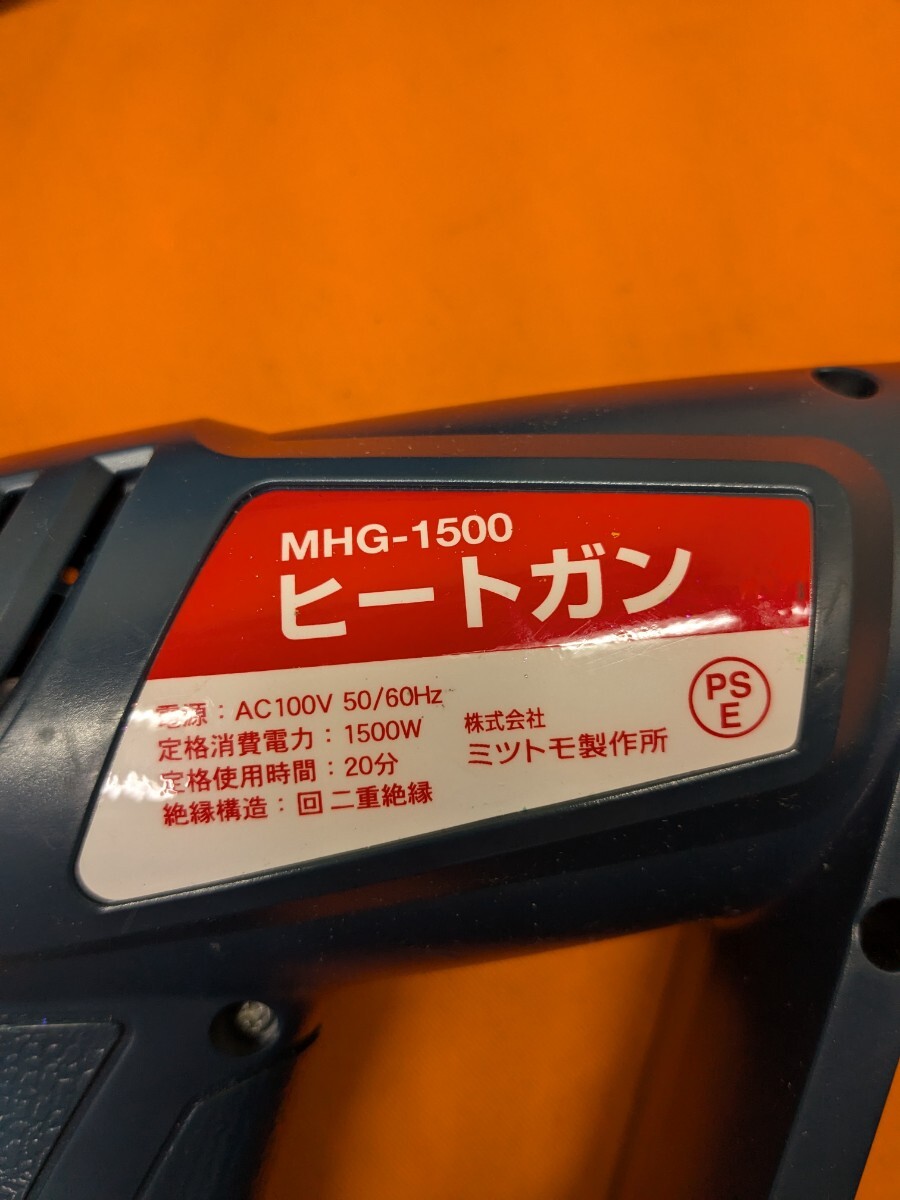 MHG-1500
ヒートガン
電源：AC100V 50/60Hz
定格消費電力：1500W
定格使用時間：20分
絶縁構造：回 二重絶縁
株式会社
ミツトモ製作所
PS
E